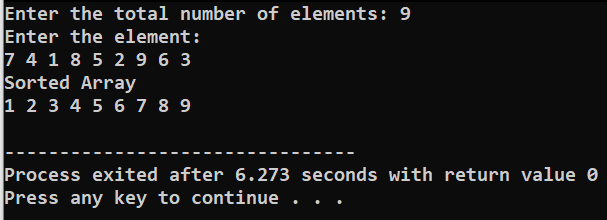 Enter the total number of elements: 9
Enter the element:
7 4 1 8 5 2 9 6 3
Sorted Array
1 2 3 4 5 6 7 8 9
--------------------------------
Process exited after 6.273 seconds with return value 0
Press any key to continue . . .